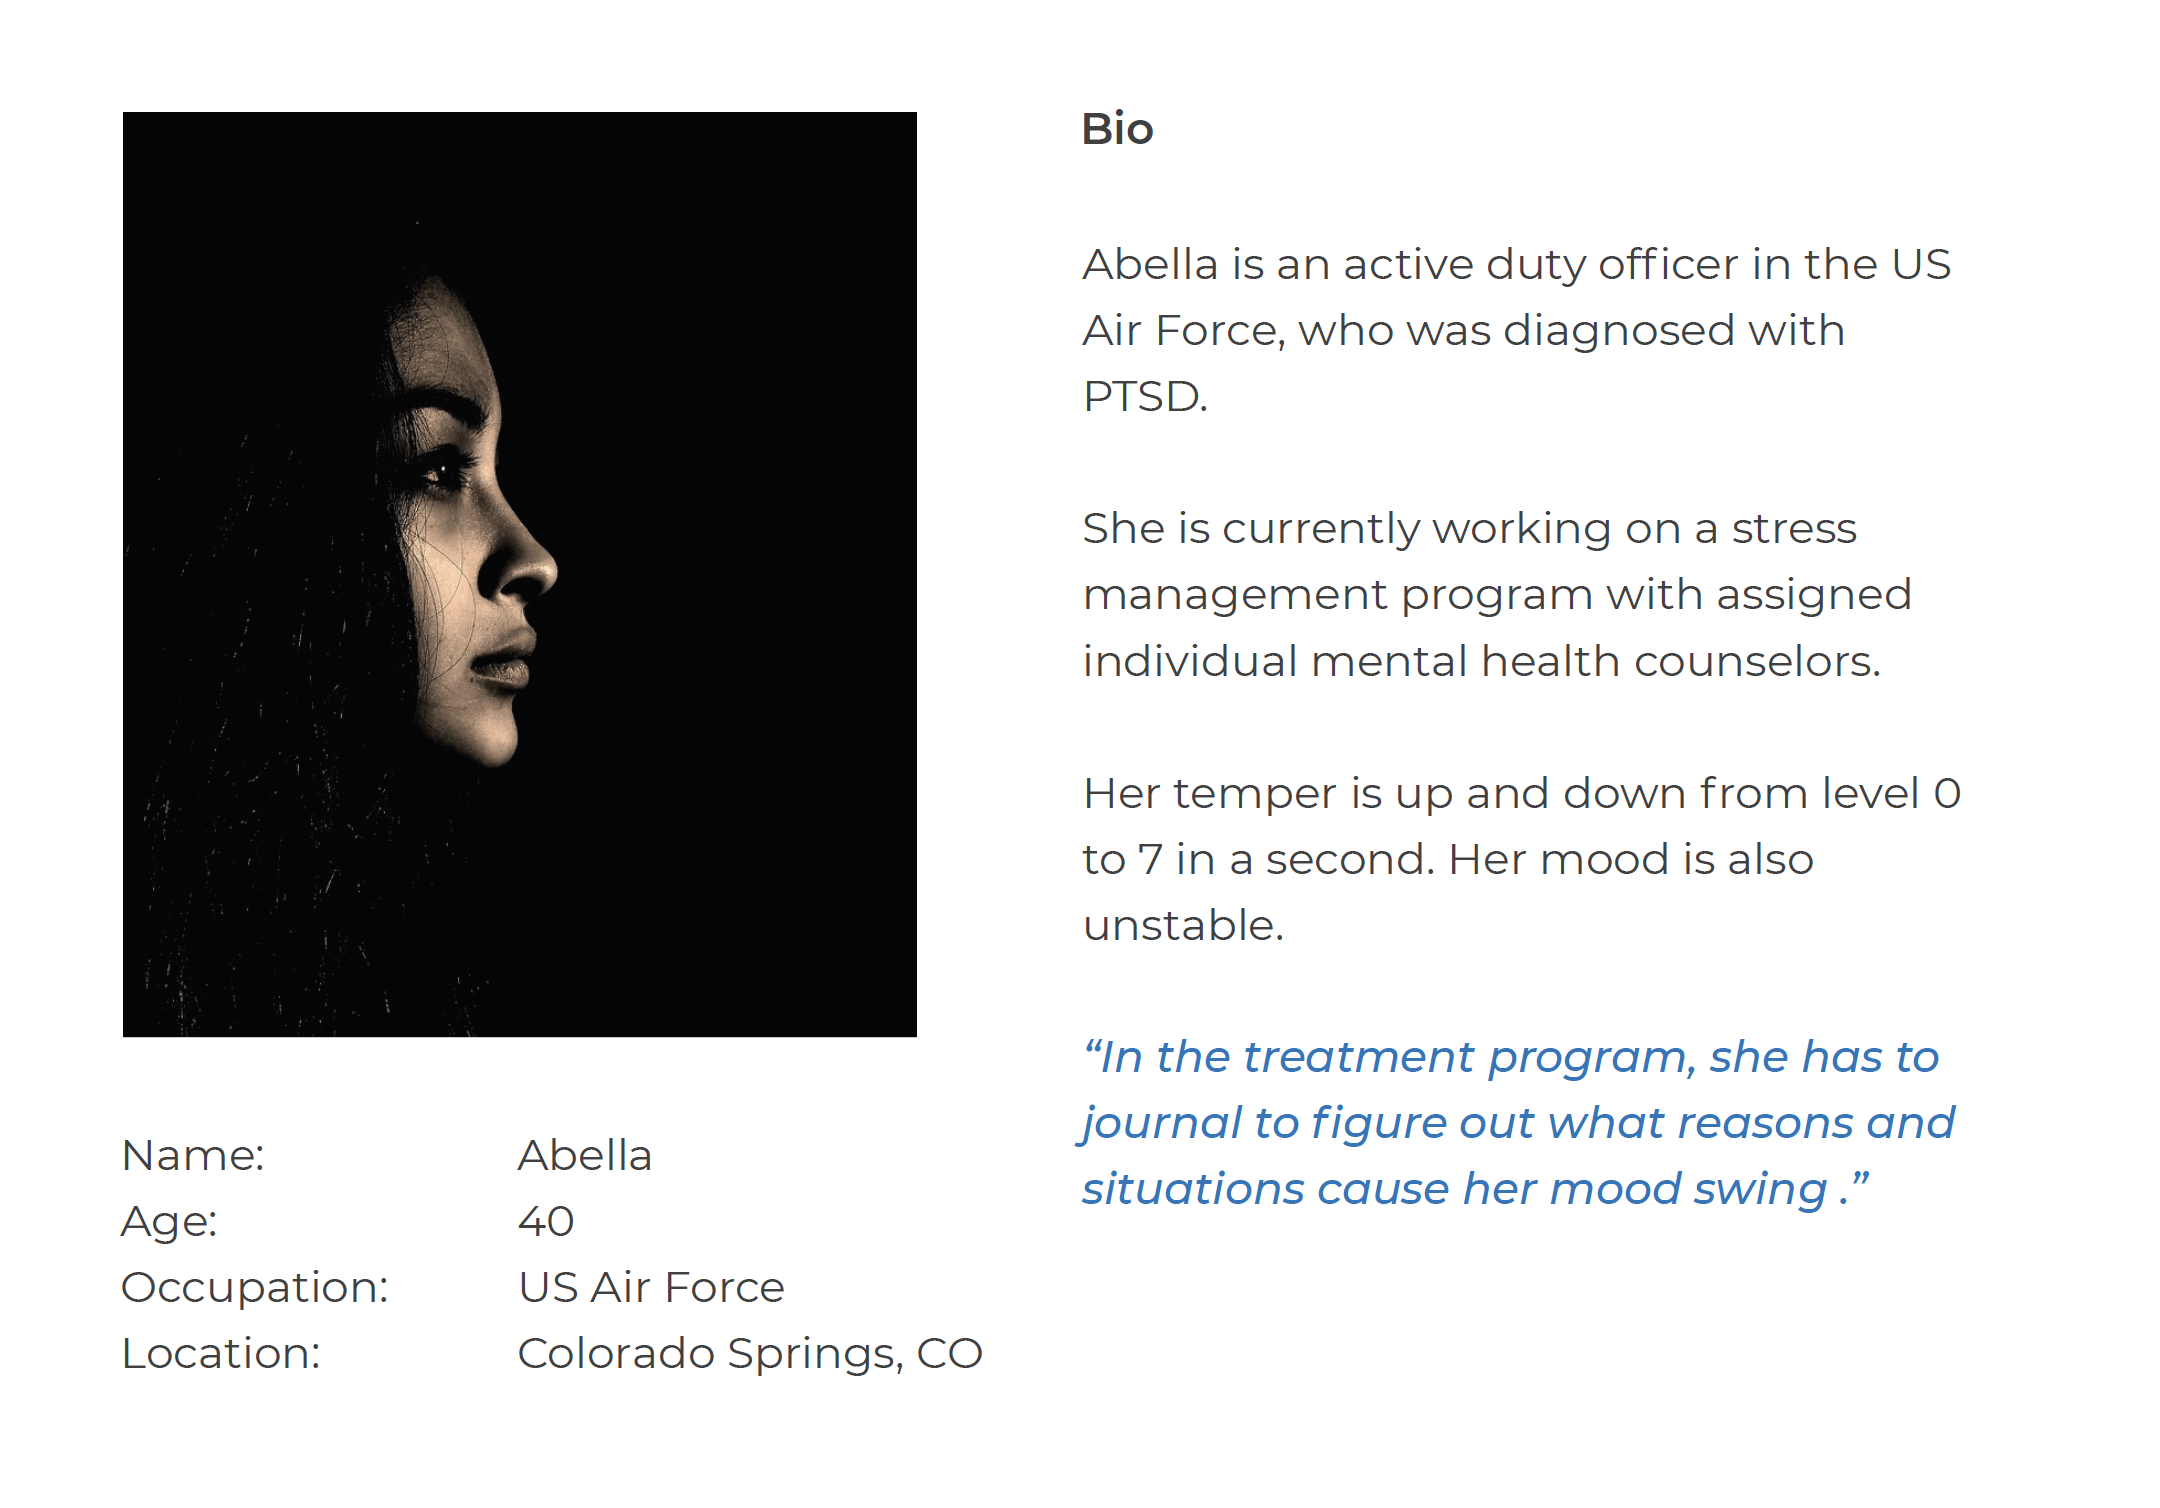 Bio
Abella is an active duty officer in the US
Air Force, who was diagnosed with
PTSD.
She is currently working on a stress
management program with assigned
individual mental health counselors.
Her temper is up and down from level 0
to 7 in a second. Her mood is also
unstable.
“In the treatment program, she has to
journal to figure out what reasons and
situations cause her mood swing .”
Name: Abella
Age: 40
Occupation: US Air Force
Location: Colorado Springs, CO